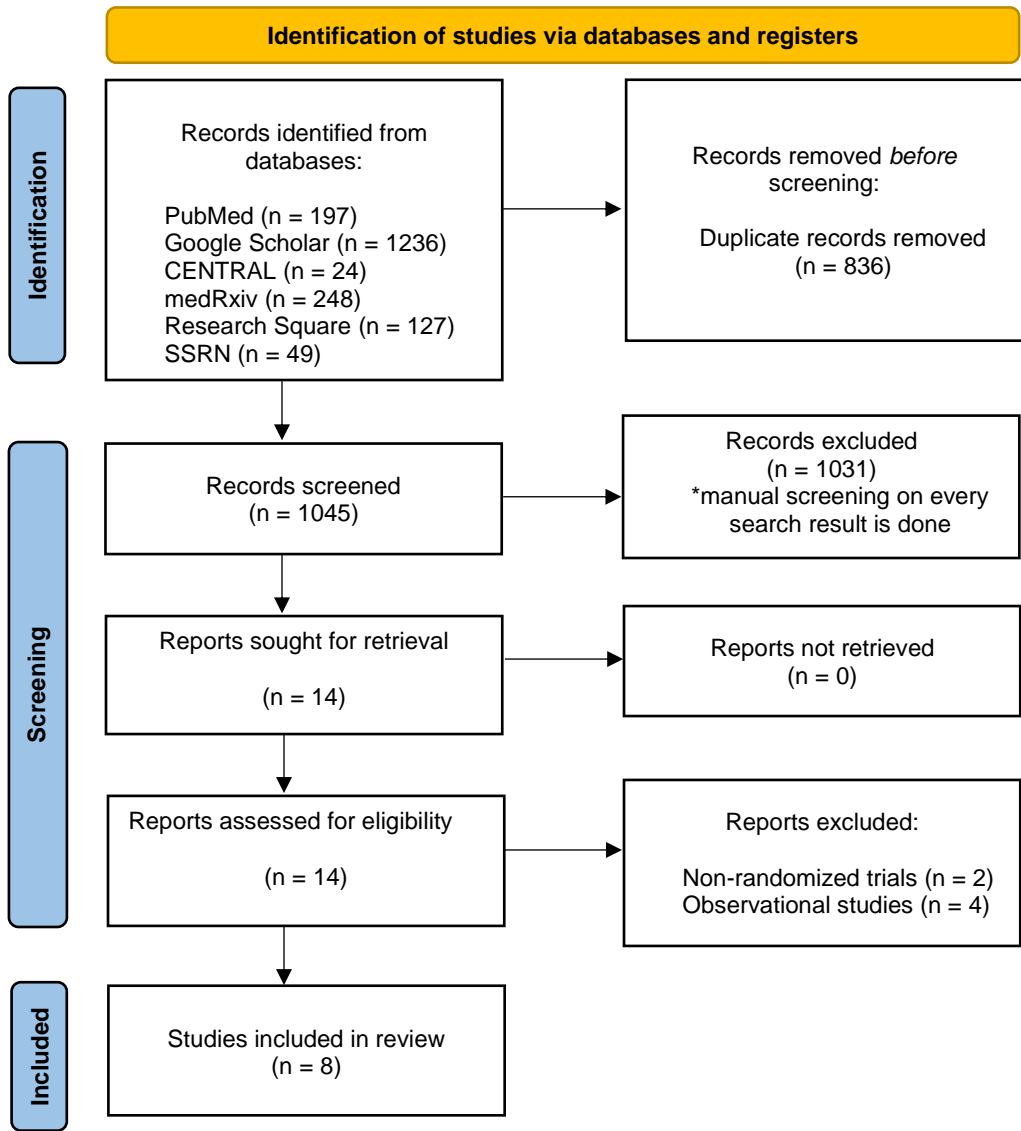 Identification of studies via databases and registers
Identification
Records identified from
databases:
PubMed (n = 197)
Google Scholar (n = 1236)
CENTRAL (n = 24)
medRxiv (n = 248)
Research Square (n = 127)
SSRN (n = 49)
Records removed before
screening:
Duplicate records removed
(n = 836)
Screening
Records screened
(n = 1045)
Records excluded
(n = 1031)
*manual screening on every
search result is done
Reports sought for retrieval
(n = 14)
Reports not retrieved
(n = 0)
Reports assessed for eligibility
(n = 14)
Reports excluded:
Non-randomized trials (n = 2)
Observational studies (n = 4)
Included
Studies included in review
(n = 8)